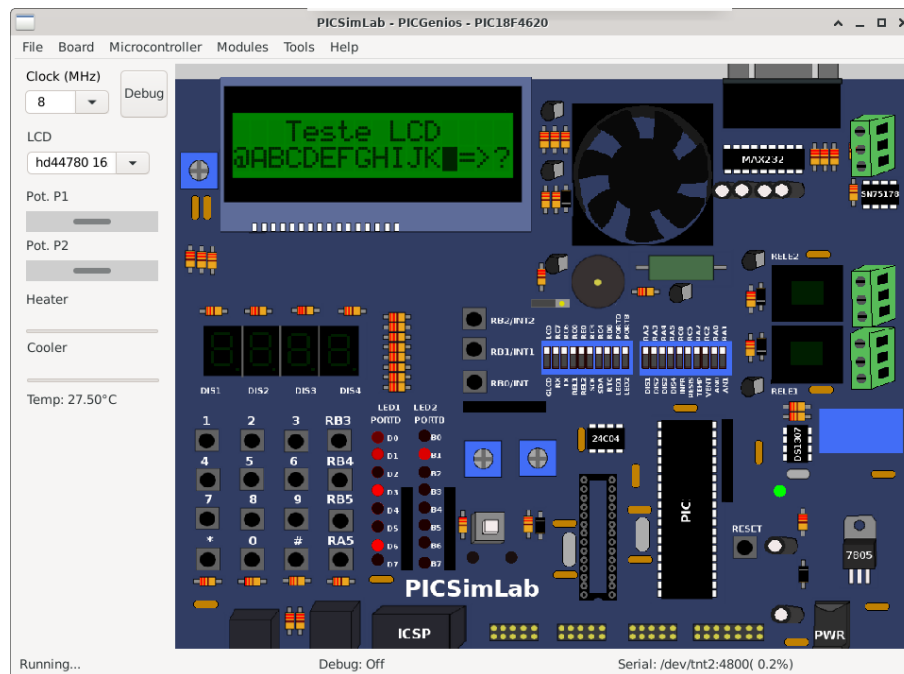 PICSimLab - PICGenios - PIC18F4620
File Board Microcontroller Modules Tools Help
Clock (MHz)
8
Debug
LCD
hd44780 16
Pot. P1
Pot. P2
Heater
Cooler
Temp: 27.50°C
Teste LCD
@ABCDEFGHIJK =>?
MAX232
SN75178
RELE2
RELE1
RB2/INT2
RB1/INT1
RB0/INT
DIS1 DIS2 DIS3 DIS4
LED1 LED2
PORTD PORTD
1 2 3 RB3
4 5 6 RB4
7 8 9 RB5
* 0 # RA5
D0 B0
D1 B1
D2 B2
D3 B3
D4 B4
D5 B5
D6 B6
D7 B7
24C04
DS1307
PIC
RESET
7805
PICSimLab
ICSP
PWR
Running...
Debug: Off
Serial: /dev/tnt2:4800( 0.2%)